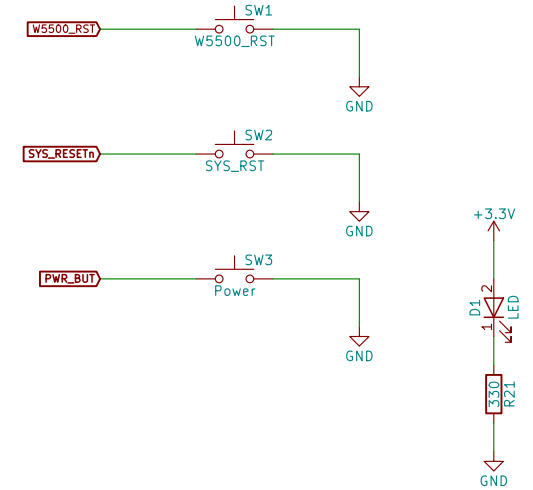 SW1
W5500_RST
W5500_RST
GND
SW2
SYS_RESETn
SYS_RST
GND
SW3
PWR_BUT
Power
GND
+3.3V
D1
2
1
LED
330
R21
GND